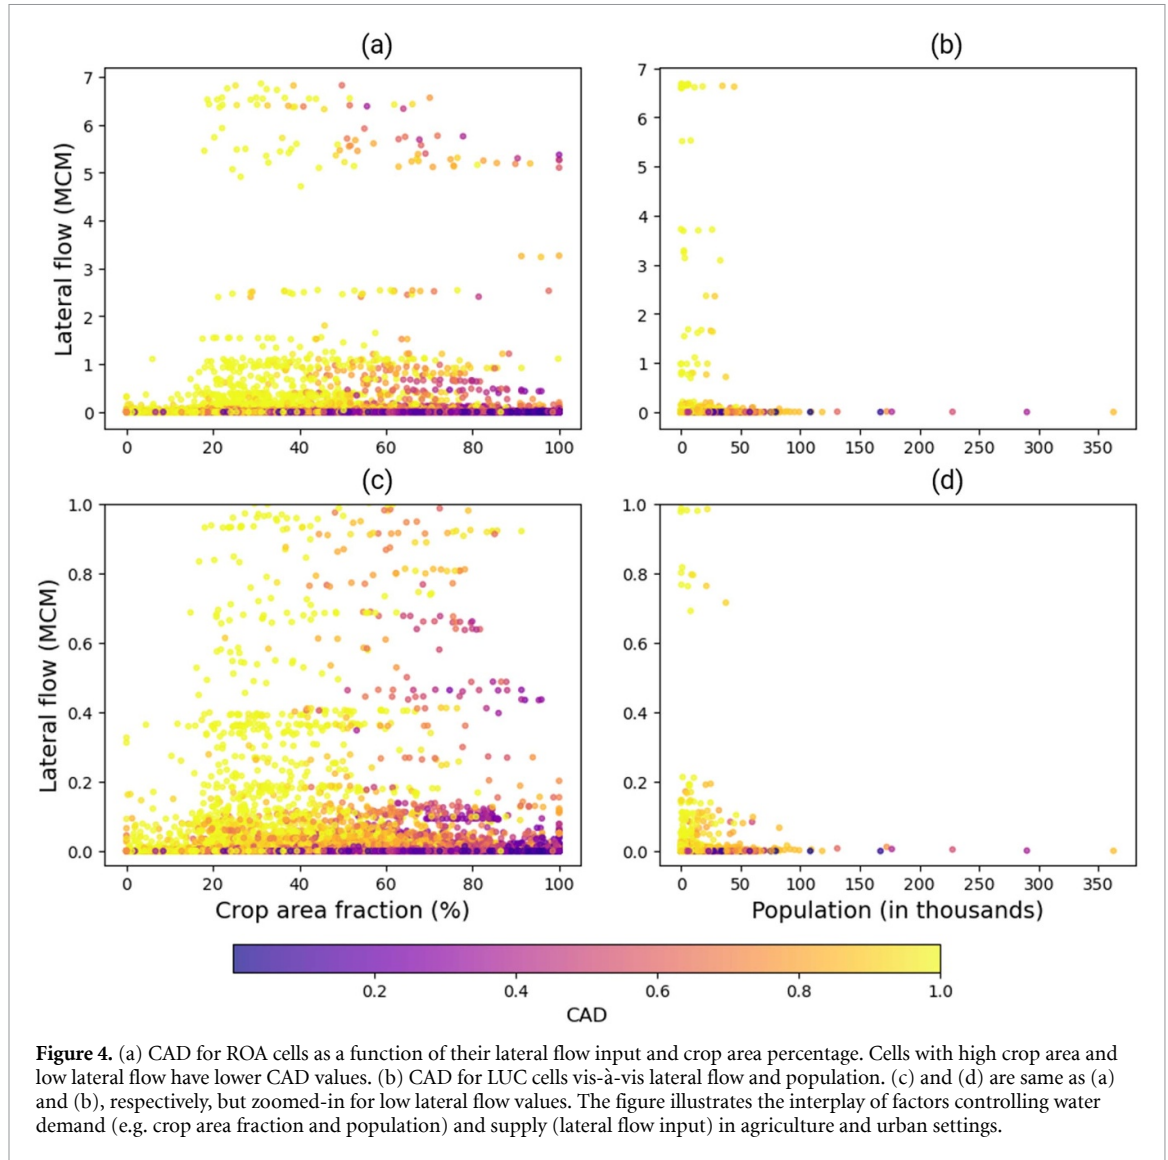 (a)
(b)
7
6
5
4
3
2
1
0
Lateral flow (MCM)
0 20 40 60 80 100
7
6
5
4
3
2
1
0
0 50 100 150 200 250 300 350
(c)
(d)
1.0
0.8
0.6
0.4
0.2
0.0
Lateral flow (MCM)
0 20 40 60 80 100
Crop area fraction (%)
1.0
0.8
0.6
0.4
0.2
0.0
0 50 100 150 200 250 300 350
Population (in thousands)
0.2 0.4 0.6 0.8 1.0
CAD
Figure 4. (a) CAD for ROA cells as a function of their lateral flow input and crop area percentage. Cells with high crop area and
low lateral flow have lower CAD values. (b) CAD for LUC cells vis-à-vis lateral flow and population. (c) and (d) are same as (a)
and (b), respectively, but zoomed-in for low lateral flow values. The figure illustrates the interplay of factors controlling water
demand (e.g. crop area fraction and population) and supply (lateral flow input) in agriculture and urban settings.